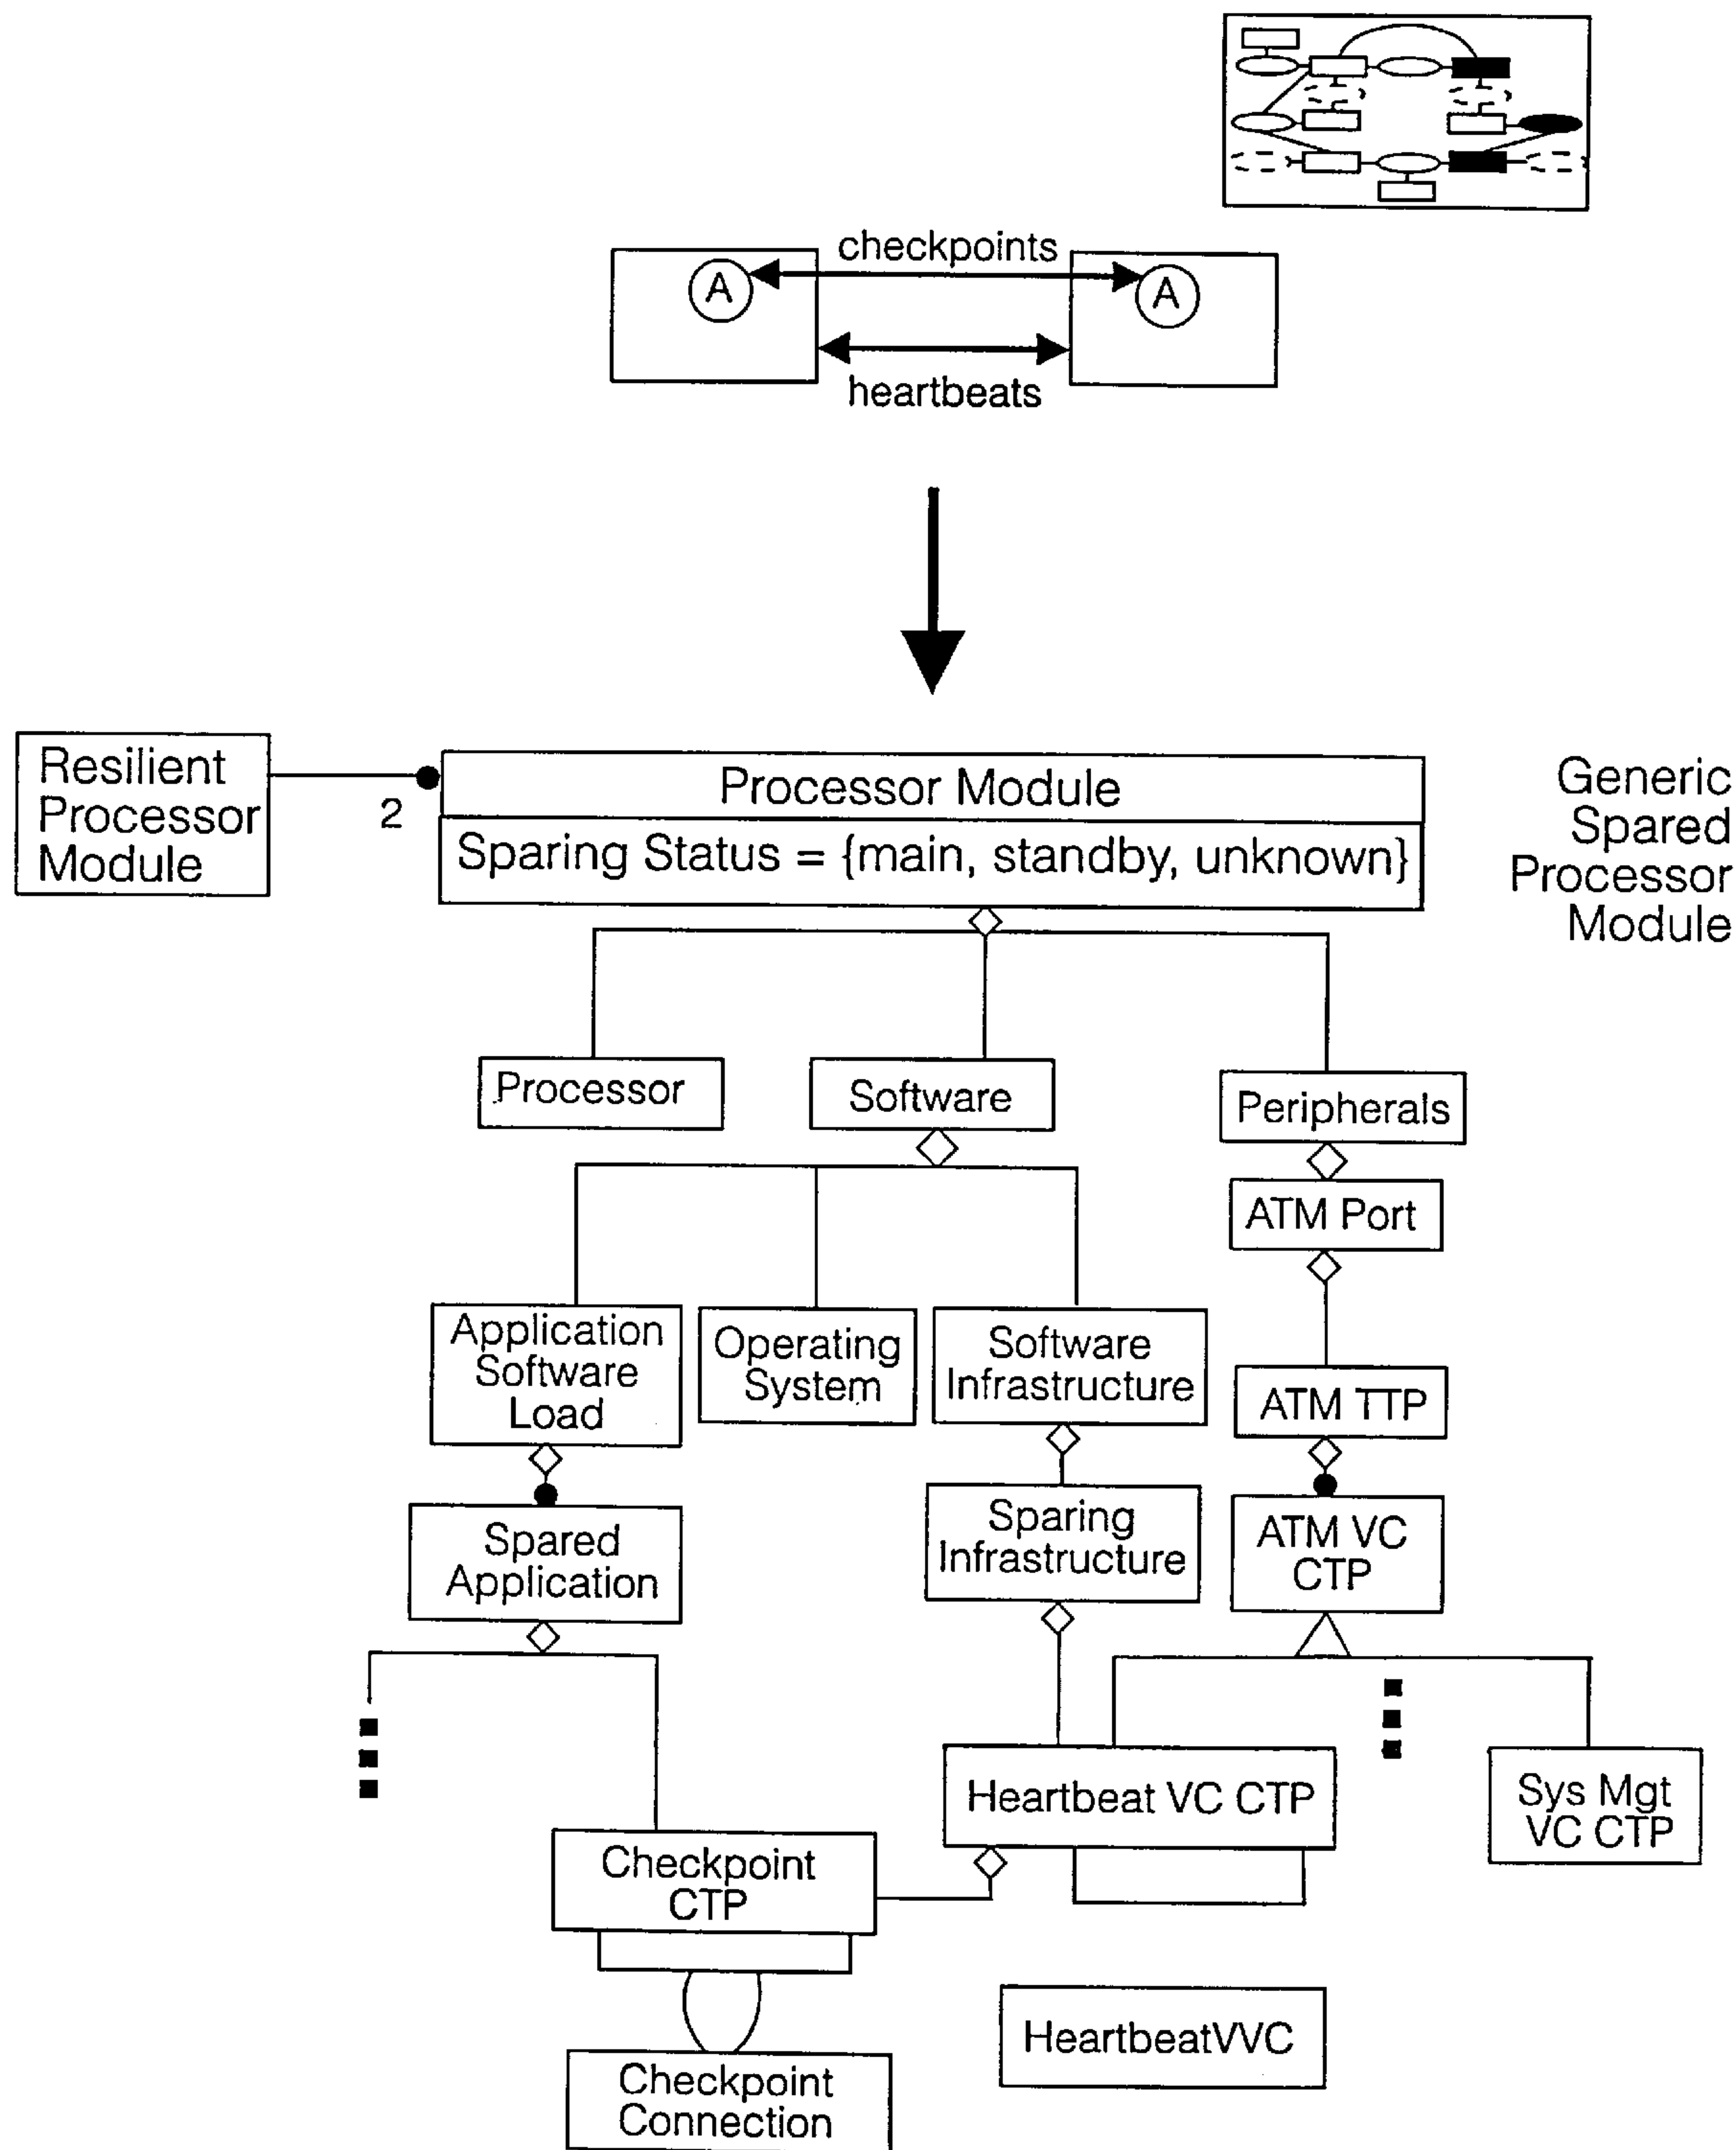 checkpoints
A
A
heartbeats
Resilient
Processor
Module
2
Processor Module
Sparing Status = {main, standby, unknown}
Generic
Spared
Processor
Module
Processor
Software
Peripherals
ATM Port
Application
Software
Load
Operating
System
Software
Infrastructure
ATM TTP
Spared
Application
Sparing
Infrastructure
ATM VC
CTP
Heartbeat VC CTP
Sys Mgt
VC CTP
Checkpoint
CTP
HeartbeatVVC
Checkpoint
Connection